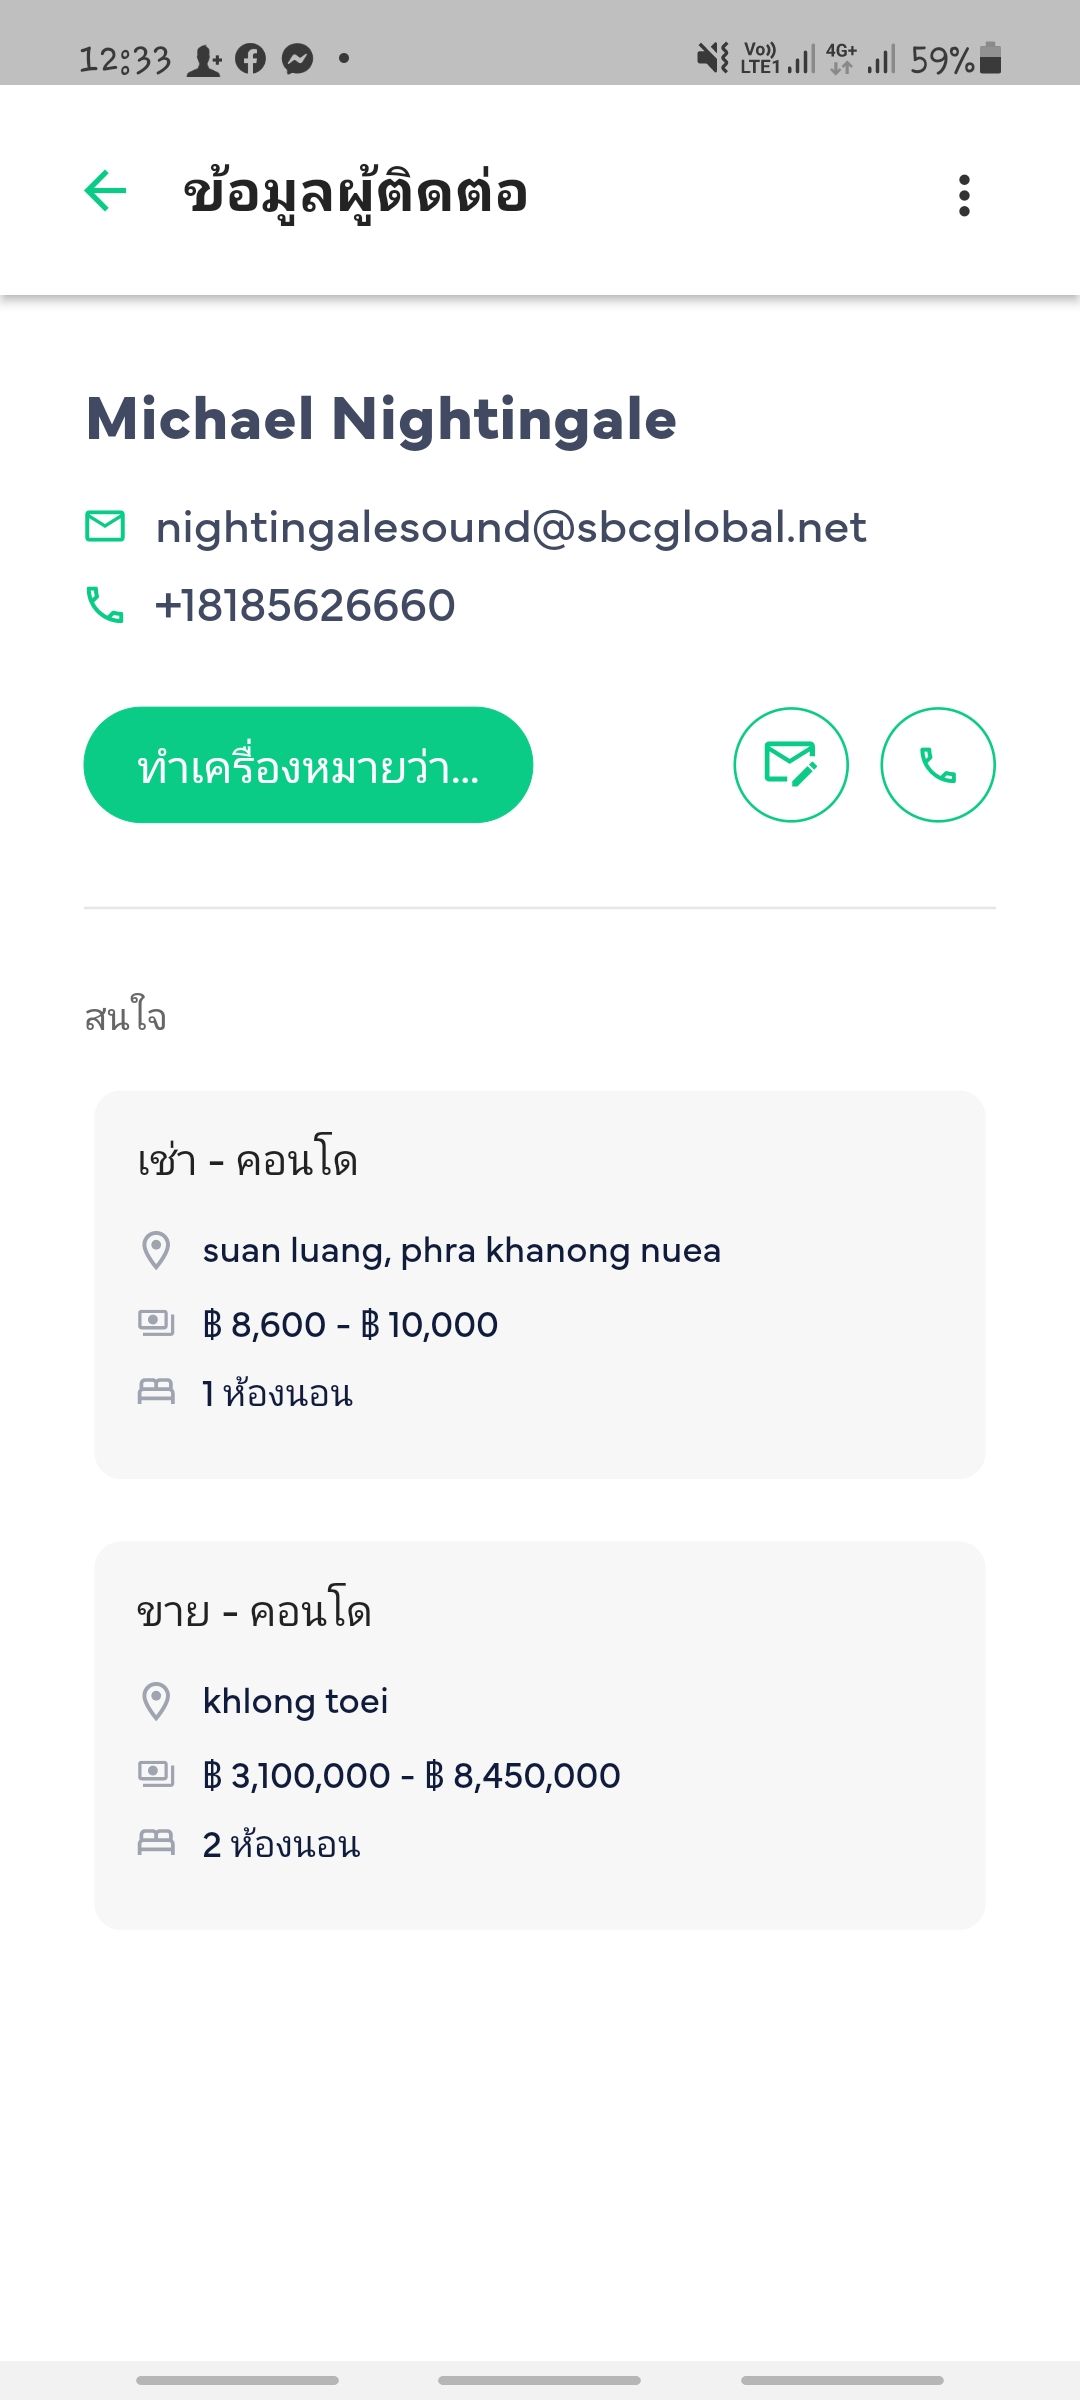 12:33
Vo)) LTE1 4G+ 59%
ข้อมูลผู้ติดต่อ
Michael Nightingale
nightingalesound@sbcglobal.net
+18185626660
ทำเครื่องหมายว่า...
สนใจ
เช่า - คอนโด
suan luang, phra khanong nuea
฿ 8,600 - ฿ 10,000
1 ห้องนอน
ขาย - คอนโด
khlong toei
฿ 3,100,000 - ฿ 8,450,000
2 ห้องนอน